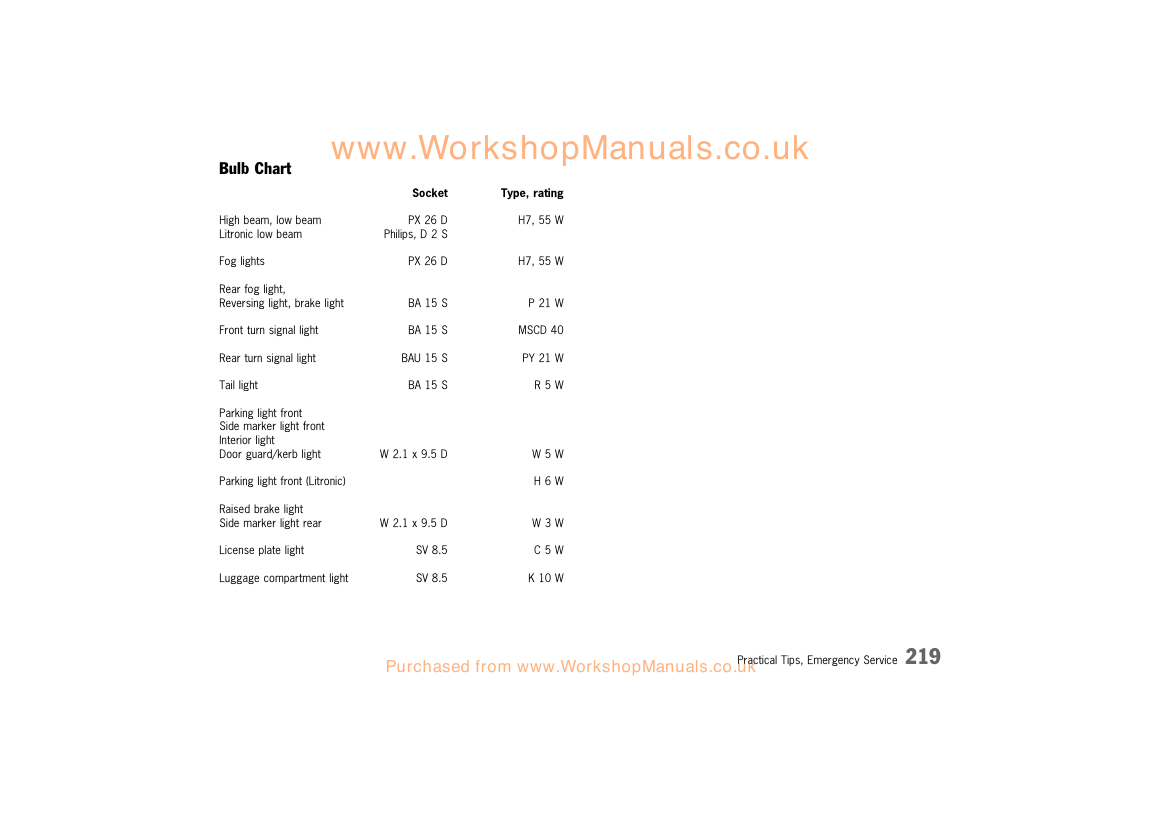 www.WorkshopManuals.co.uk
Bulb Chart
Socket Type, rating
High beam, low beam PX 26 D H7, 55 W
Litronic low beam Philips, D 2 S
Fog lights PX 26 D H7, 55 W
Rear fog light,
Reversing light, brake light BA 15 S P 21 W
Front turn signal light BA 15 S MSCD 40
Rear turn signal light BAU 15 S PY 21 W
Tail light BA 15 S R 5 W
Parking light front
Side marker light front
Interior light
Door guard/kerb light W 2.1 x 9.5 D W 5 W
Parking light front (Litronic) H 6 W
Raised brake light
Side marker light rear W 2.1 x 9.5 D W 3 W
License plate light SV 8.5 C 5 W
Luggage compartment light SV 8.5 K 10 W
Practical Tips, Emergency Service 219
Purchased from www.WorkshopManuals.co.uk